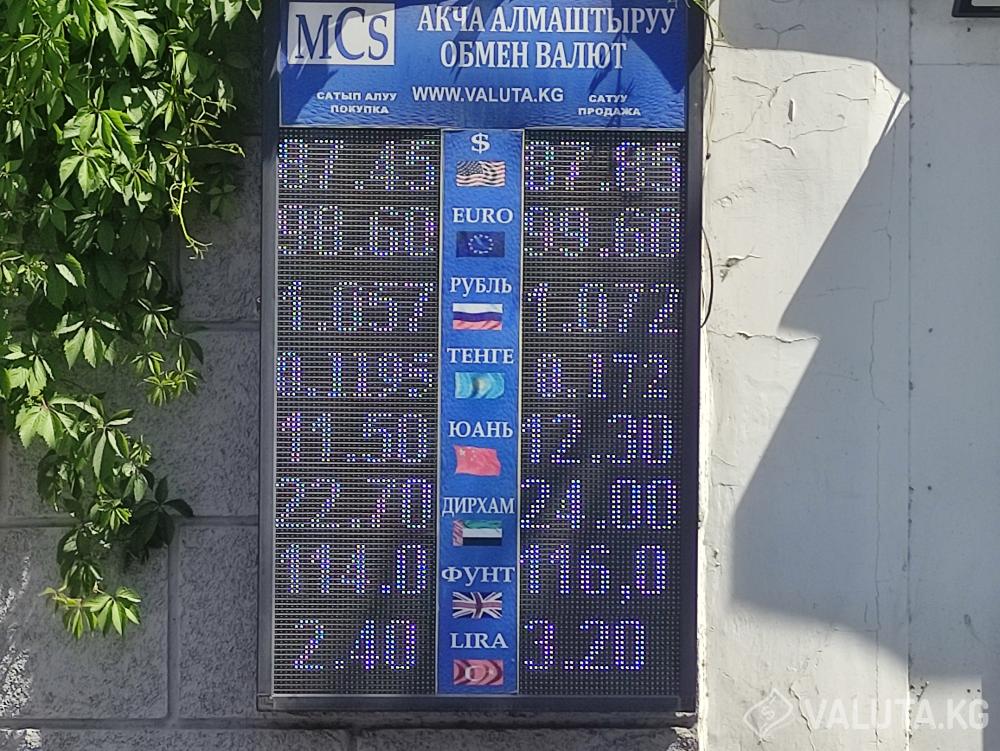 MCS
АКЧА АЛМАШТЫРУУ
ОБМЕН ВАЛЮТ
WWW.VALUTA.KG
САТЫП АЛУУ
ПОКУПКА
САТУУ
ПРОДАЖА
87.45 $ 87.85
98.60 EURO 99.60
1.057 РУБЛЬ 1.072
ТЕНГЕ 0.172
11.50 ЮАНЬ 12.30
22.70 ДИРХАМ 24.00
114.0 ФУНТ 116,0
2.40 LIRA 3.20
VALUTA.KG